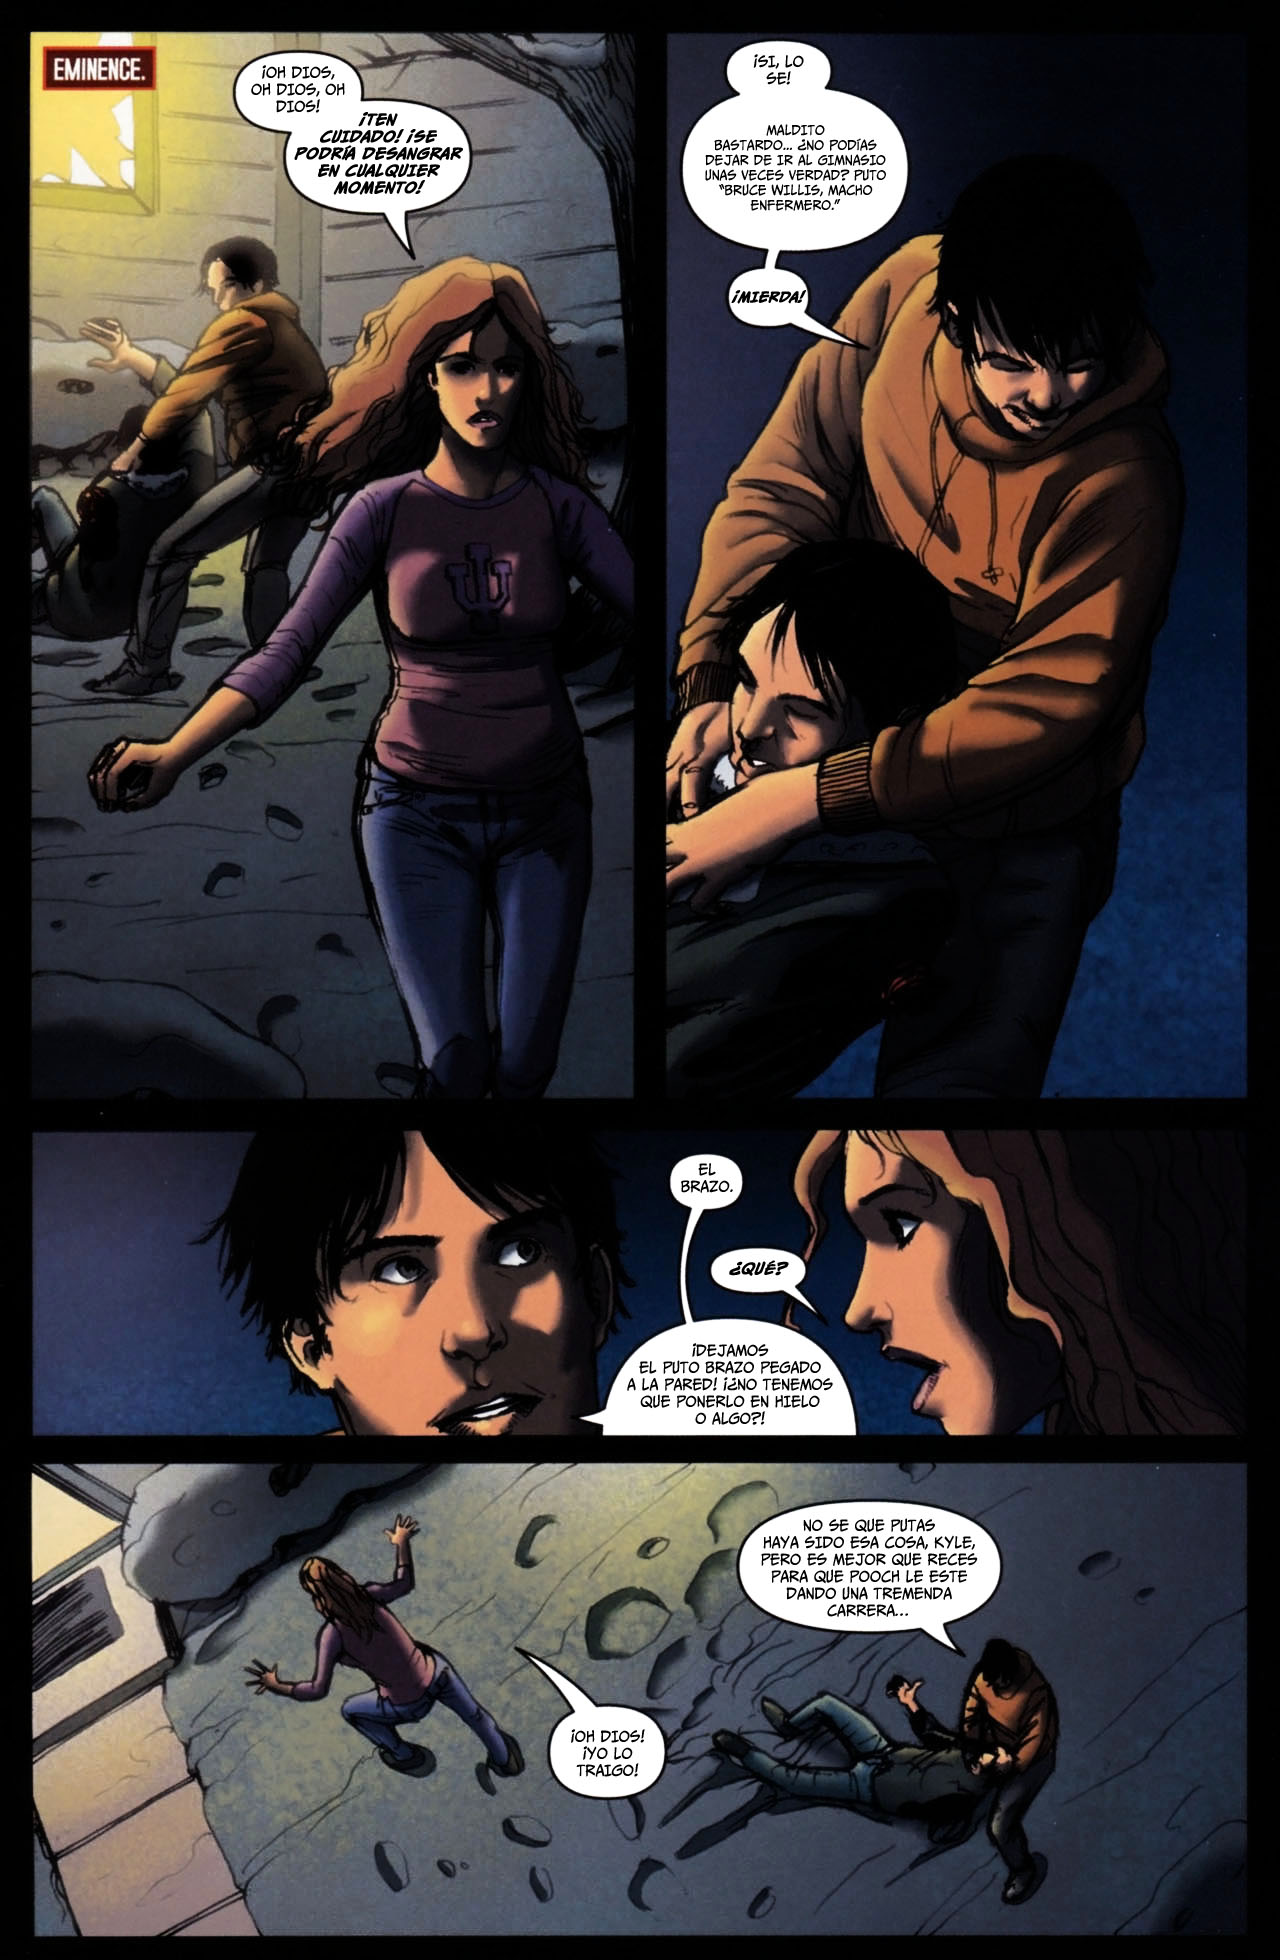 EMINENCE.
¡OH DIOS,
OH DIOS, OH
DIOS!
¡TEN
CUIDADO! ¡SE
PODRÍA DESANGRAR
EN CUALQUIER
MOMENTO!
¡SI, LO
SE!
MALDITO
BASTARDO... ¿NO PODÍAS
DEJAR DE IR AL GIMNASIO
UNAS VECES VERDAD? PUTO
"BRUCE WILLIS, MACHO
ENFERMERO."
¡MIERDA!
EL
BRAZO.
¿QUÉ?
¡DEJAMOS
EL PUTO BRAZO PEGADO
A LA PARED! ¡¿NO TENEMOS
QUE PONERLO EN HIELO
O ALGO?!
NO SE QUE PUTAS
HAYA SIDO ESA COSA, KYLE,
PERO ES MEJOR QUE RECES
PARA QUE POOCH LE ESTE
DANDO UNA TREMENDA
CARRERA...
¡OH DIOS!
¡YO LO
TRAIGO!